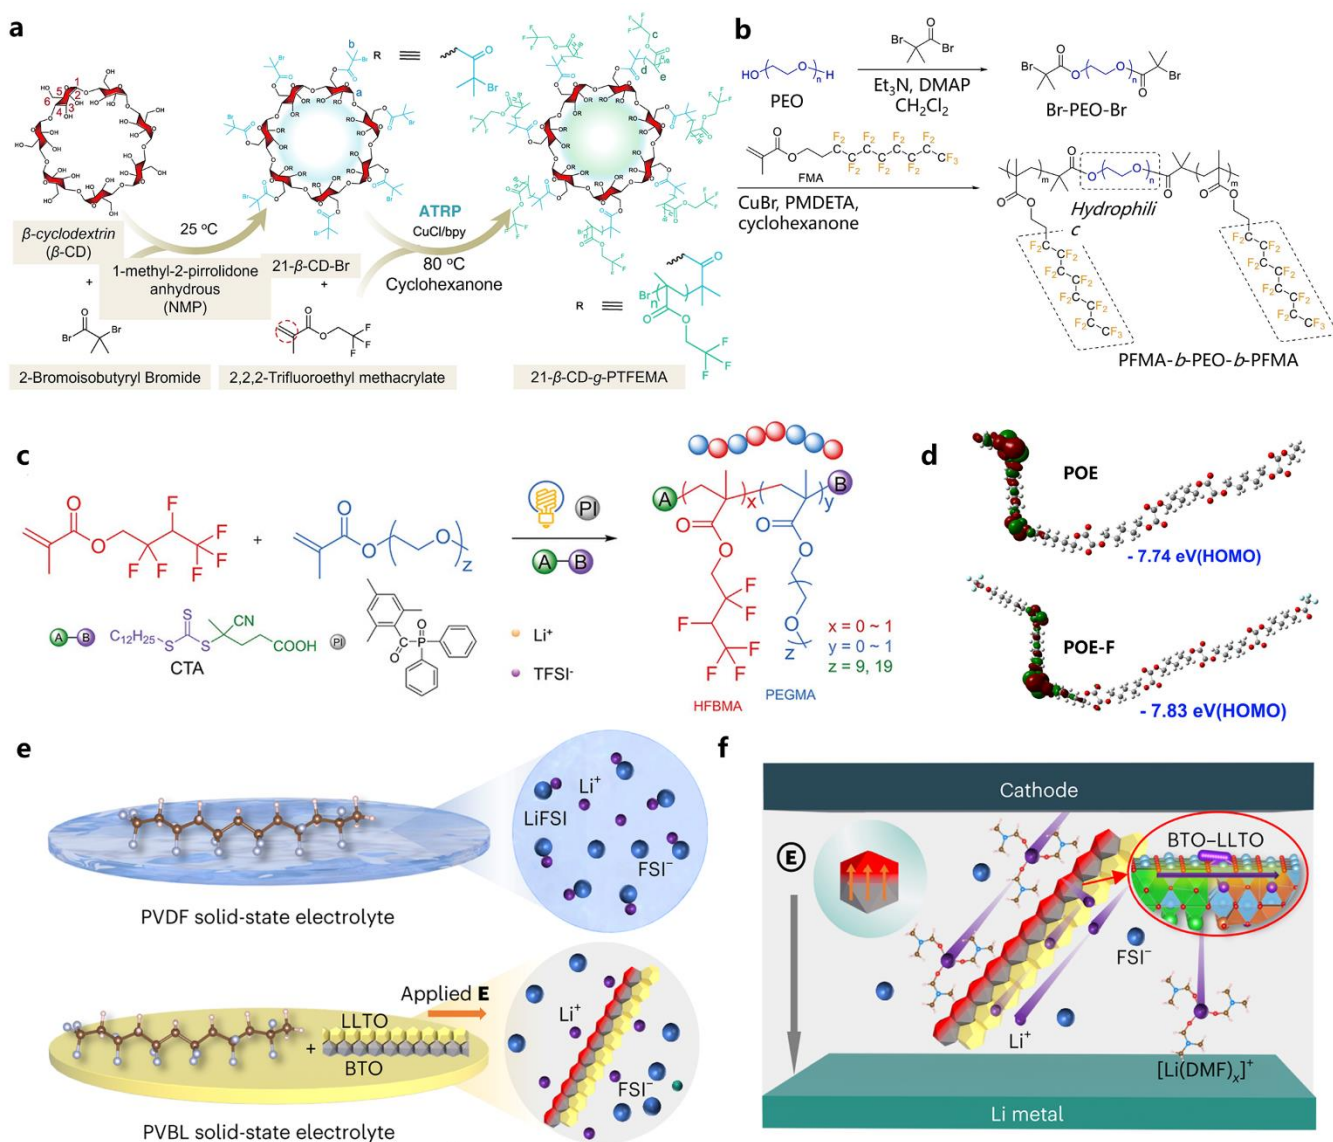 a
R ≡
β-cyclodextrin
(β-CD)
+
2-Bromoisobutyryl Bromide
25 °C
1-methyl-2-pirrolidone
anhydrous
(NMP)
21-β-CD-Br
+
2,2,2-Trifluoroethyl methacrylate
ATRP
CuCl/bpy
80 °C
Cyclohexanone
R ≡
21-β-CD-g-PTFEMA
b
PEO
Et₃N, DMAP
CH₂Cl₂
Br-PEO-Br
FMA
CuBr, PMDETA,
cyclohexanone
Hydrophili
c
PFMA-b-PEO-b-PFMA
c
+
PI
A B
A B
C₁₂H₂₅
CN
COOH
CTA
PI
Li⁺
TFSI⁻
A
B
x
y
z
HFBMA
PEGMA
x = 0 ~ 1
y = 0 ~ 1
z = 9, 19
d
POE
- 7.74 eV(HOMO)
POE-F
- 7.83 eV(HOMO)
e
PVDF solid-state electrolyte
Li⁺
LiFSI
FSI⁻
LLTO
+
BTO
Applied E
PVBL solid-state electrolyte
Li⁺
FSI⁻
f
Cathode
E
BTO–LLTO
FSI⁻
Li⁺
[Li(DMF)ₓ]⁺
Li metal